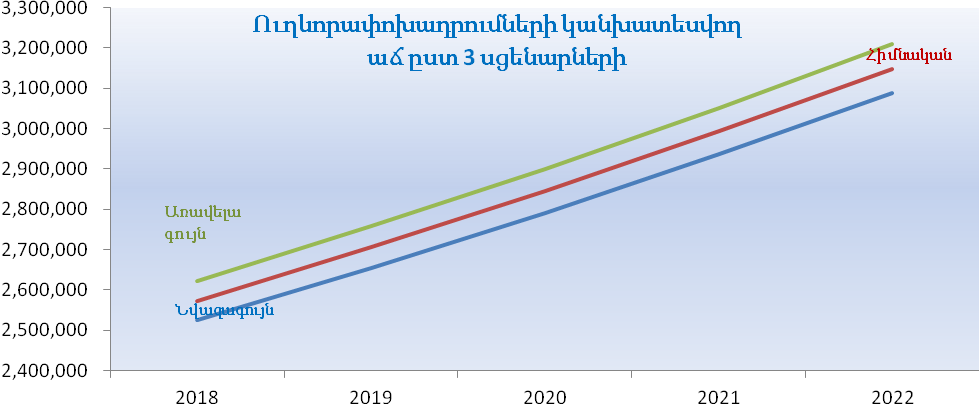 Ուղևորափոխադրումների կանխատեսվող
աճ ըստ 3 սցենարների
3,300,000
3,200,000
3,100,000
3,000,000
2,900,000
2,800,000
2,700,000
2,600,000
2,500,000
2,400,000
Հիմնական
Առավելա
գույն
Նվազագույն
2018 2019 2020 2021 2022